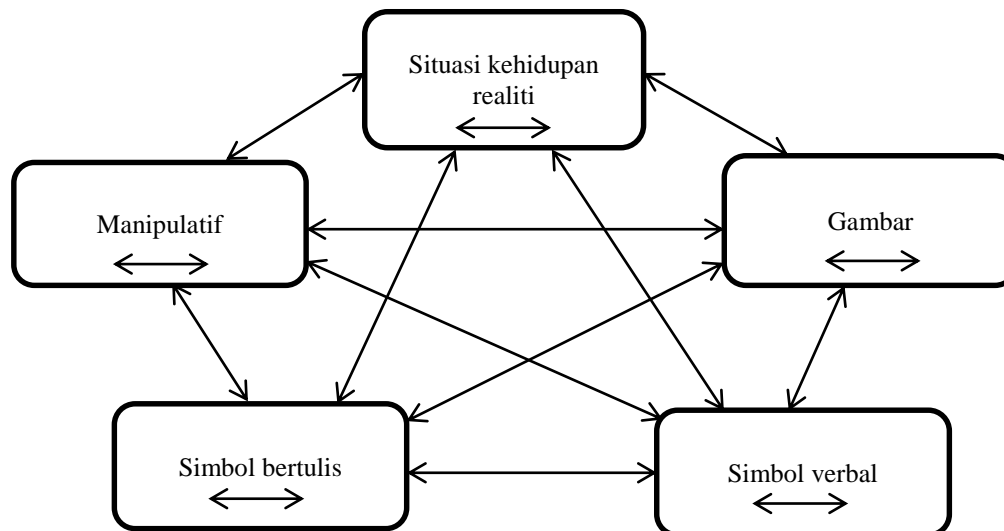 Situasi kehidupan
realiti
Manipulatif
Gambar
Simbol bertulis
Simbol verbal